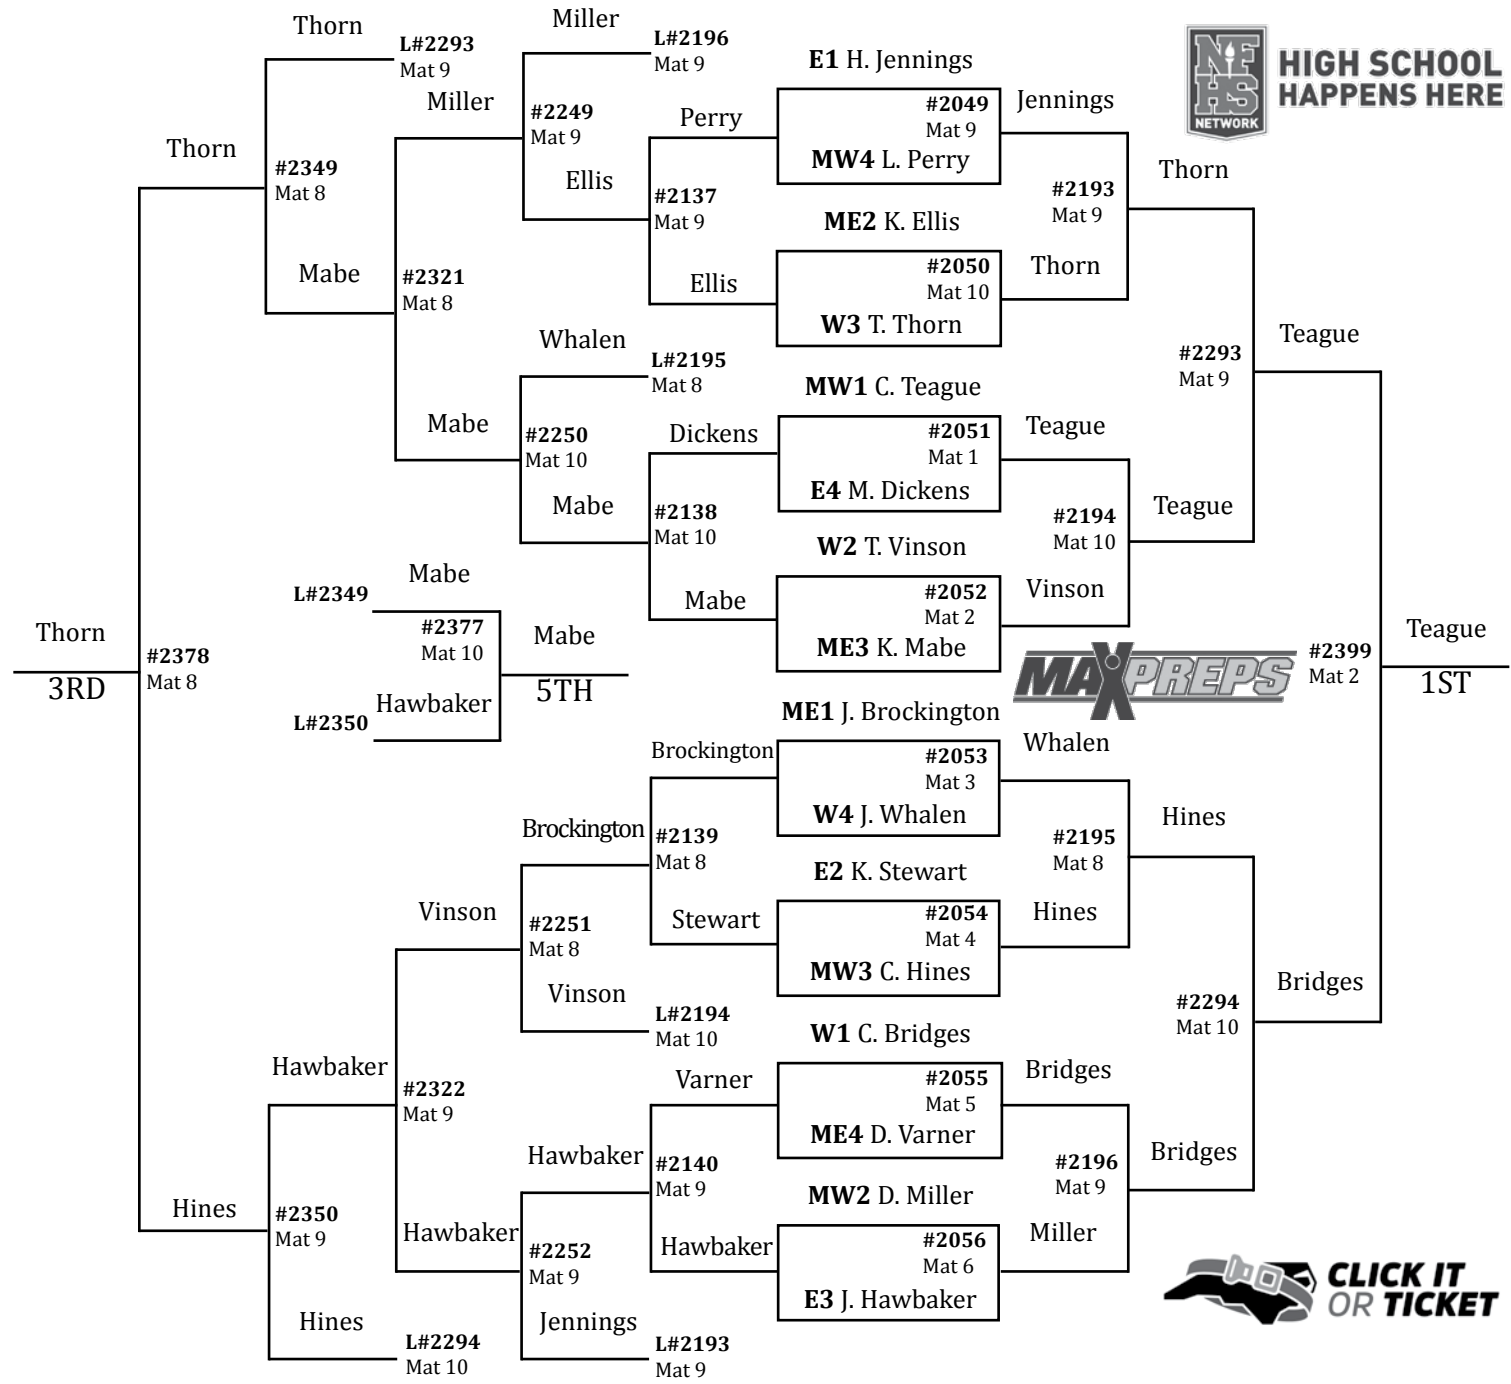 Thorn
L#2293
Mat 9
Miller
L#2196
Mat 9
E1 H. Jennings
NFHS
NETWORK
HIGH SCHOOL
HAPPENS HERE
Miller
#2249
Mat 9
Perry
#2049
Mat 9
MW4 L. Perry
Jennings
Thorn
#2349
Mat 8
Ellis
#2137
Mat 9
#2193
Mat 9
Thorn
ME2 K. Ellis
Mabe
#2321
Mat 8
Ellis
#2050
Mat 10
W3 T. Thorn
Thorn
Whalen
L#2195
Mat 8
#2293
Mat 9
Teague
MW1 C. Teague
Mabe
#2250
Mat 10
Dickens
#2051
Mat 1
E4 M. Dickens
Teague
Mabe
#2138
Mat 10
#2194
Mat 10
Teague
W2 T. Vinson
Mabe
L#2349
Mabe
#2052
Mat 2
ME3 K. Mabe
Vinson
Thorn
3RD
#2378
Mat 8
#2377
Mat 10
Hawbaker
L#2350
Mabe
5TH
MAXPREPS
#2399
Mat 2
Teague
1ST
ME1 J. Brockington
Brockington
#2053
Mat 3
W4 J. Whalen
Whalen
Brockington
#2139
Mat 8
#2195
Mat 8
Hines
E2 K. Stewart
Vinson
#2251
Mat 8
Stewart
#2054
Mat 4
MW3 C. Hines
Hines
Vinson
L#2194
Mat 10
#2294
Mat 10
Bridges
W1 C. Bridges
Hawbaker
#2322
Mat 9
Varner
#2055
Mat 5
ME4 D. Varner
Bridges
Hawbaker
#2140
Mat 9
#2196
Mat 9
Bridges
MW2 D. Miller
Hines
#2350
Mat 9
Hawbaker
#2252
Mat 9
Hawbaker
#2056
Mat 6
E3 J. Hawbaker
Miller
CLICK IT
OR TICKET
Hines
L#2294
Mat 10
Jennings
L#2193
Mat 9